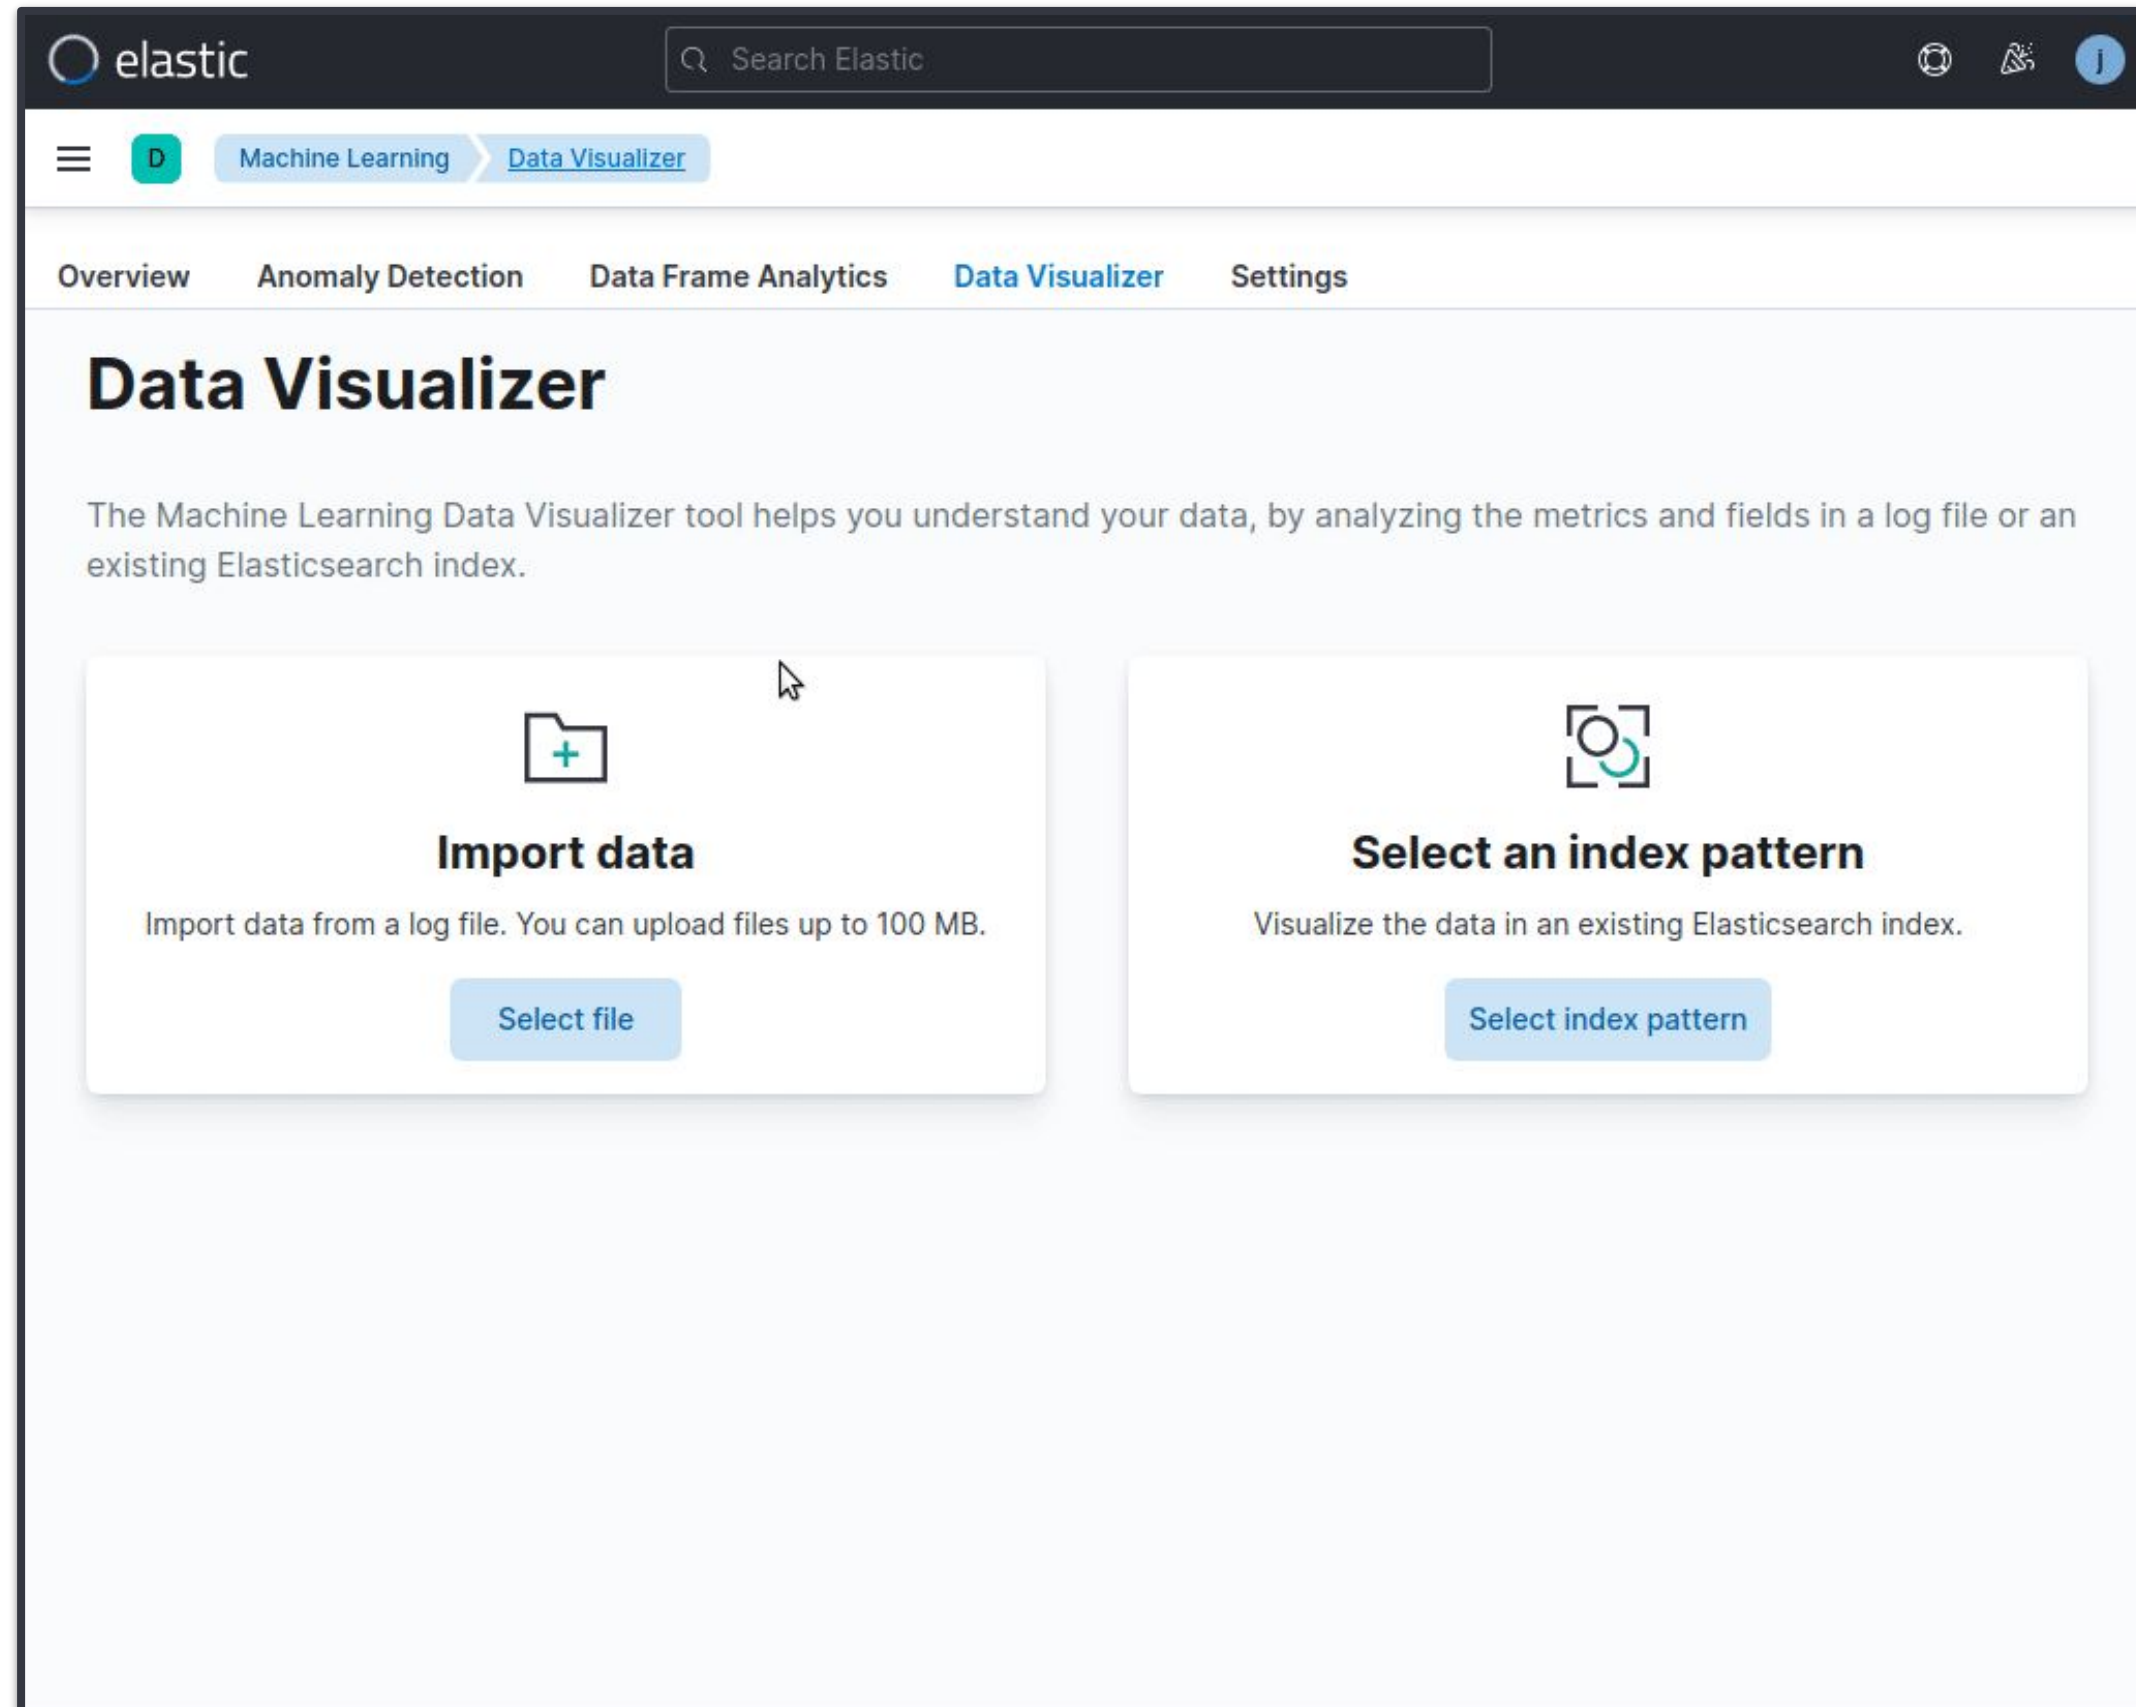 elastic
Search Elastic
j
D
Machine Learning
Data Visualizer
Overview
Anomaly Detection
Data Frame Analytics
Data Visualizer
Settings
Data Visualizer
The Machine Learning Data Visualizer tool helps you understand your data, by analyzing the metrics and fields in a log file or an
existing Elasticsearch index.
Import data
Import data from a log file. You can upload files up to 100 MB.
Select file
Select an index pattern
Visualize the data in an existing Elasticsearch index.
Select index pattern